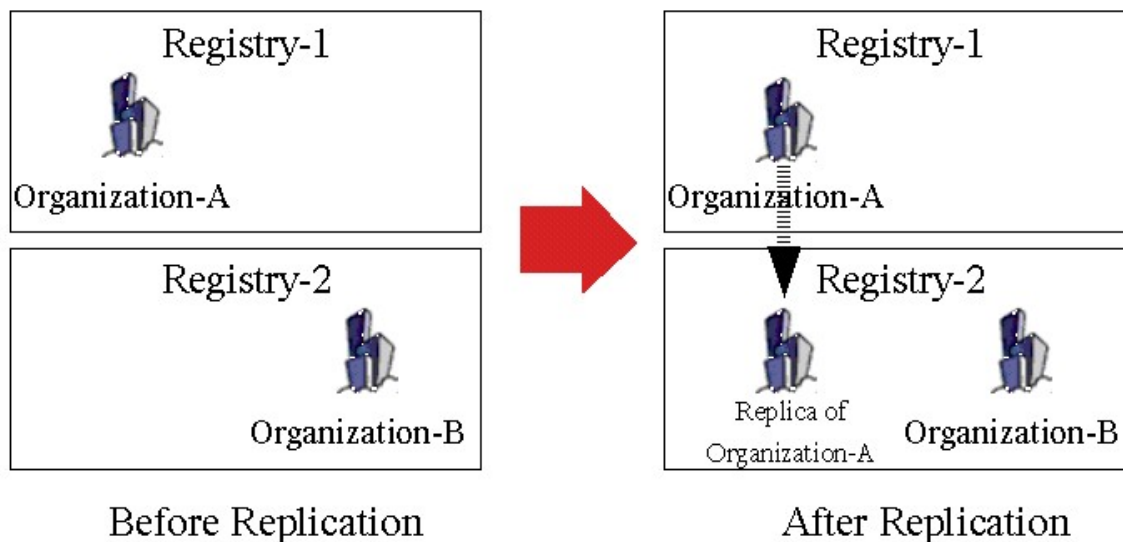 Registry-1
Organization-A
Registry-2
Organization-B
Before Replication
Registry-1
Organization-A
Registry-2
Replica of
Organization-A
Organization-B
After Replication